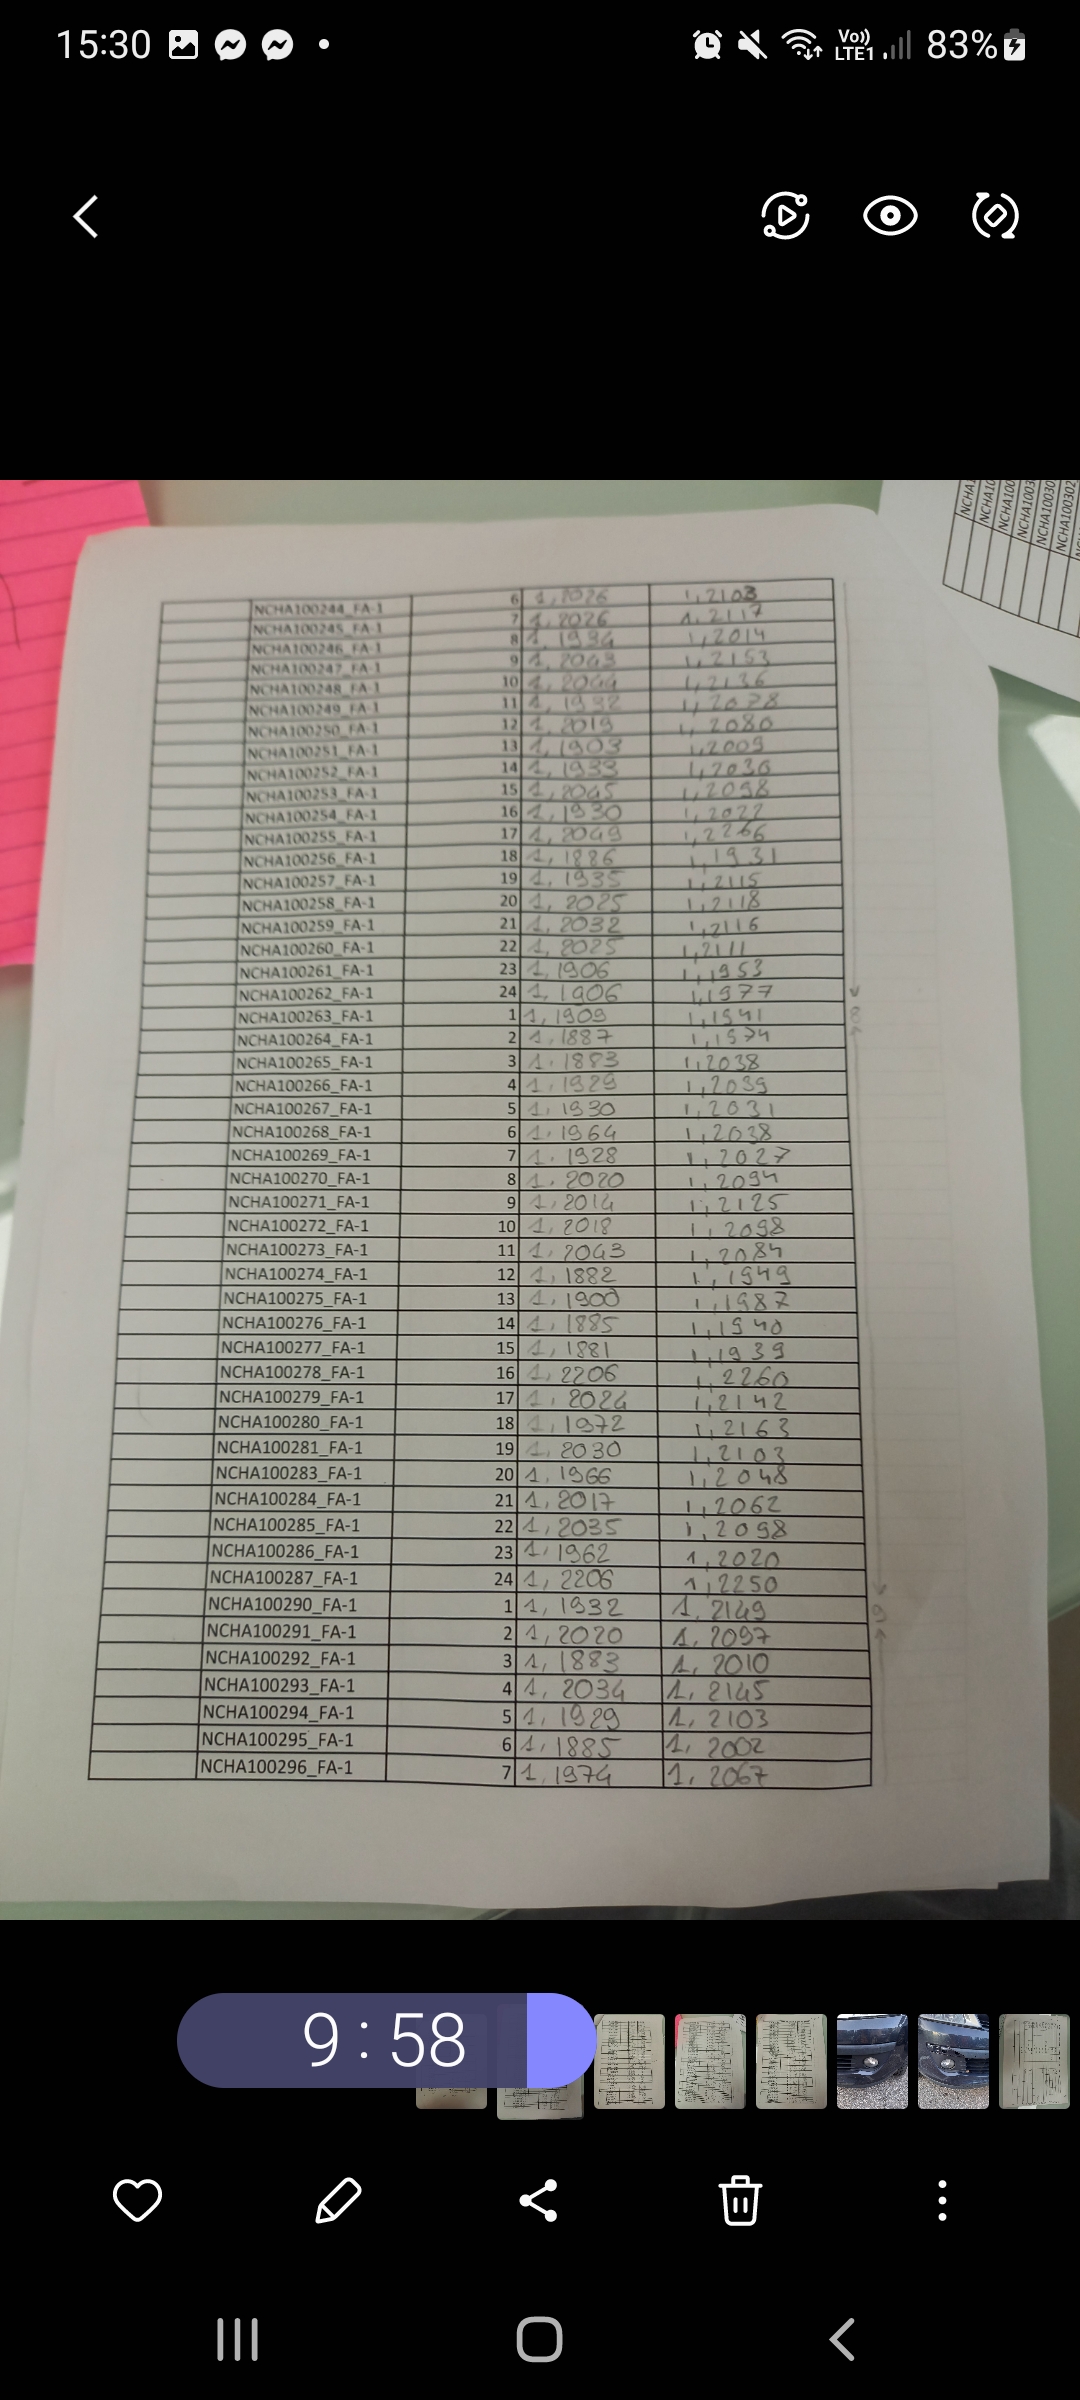 15:30 Vo)) LTE1 83%
NCHA1
NCHA10
NCHA100
NCHA1003
NCHA10030
NCHA100302
NCHA100244_FA-1 6 1,2026 1,2103
NCHA100245_FA-1 7 1,2026 1,2117
NCHA100246_FA-1 8 1,1934 1,2014
NCHA100247_FA-1 9 1,2043 1,2153
NCHA100248_FA-1 10 1,2044 1,2136
NCHA100249_FA-1 11 1,1932 1,2078
NCHA100250_FA-1 12 1,2019 1,2080
NCHA100251_FA-1 13 1,1903 1,2009
NCHA100252_FA-1 14 1,1933 1,2036
NCHA100253_FA-1 15 1,2045 1,2098
NCHA100254_FA-1 16 1,1930 1,2022
NCHA100255_FA-1 17 1,2049 1,2266
NCHA100256_FA-1 18 1,1886 1,1931
NCHA100257_FA-1 19 1,1935 1,2115
NCHA100258_FA-1 20 1,2025 1,2118
NCHA100259_FA-1 21 1,2032 1,2116
NCHA100260_FA-1 22 1,2025 1,2111
NCHA100261_FA-1 23 1,1906 1,1953
NCHA100262_FA-1 24 1,1906 1,1977
8
NCHA100263_FA-1 1 1,1909 1,1941
NCHA100264_FA-1 2 1,1887 1,1974
NCHA100265_FA-1 3 1,1883 1,2038
NCHA100266_FA-1 4 1,1929 1,2039
NCHA100267_FA-1 5 1,1930 1,2031
NCHA100268_FA-1 6 1,1964 1,2038
NCHA100269_FA-1 7 1,1928 1,2027
NCHA100270_FA-1 8 1,2020 1,2094
NCHA100271_FA-1 9 1,2014 1,2125
NCHA100272_FA-1 10 1,2018 1,2098
NCHA100273_FA-1 11 1,2043 1,2084
NCHA100274_FA-1 12 1,1882 1,1949
NCHA100275_FA-1 13 1,1900 1,1987
NCHA100276_FA-1 14 1,1885 1,1940
NCHA100277_FA-1 15 1,1881 1,1939
NCHA100278_FA-1 16 1,2206 1,2260
NCHA100279_FA-1 17 1,2024 1,2142
NCHA100280_FA-1 18 1,1972 1,2163
NCHA100281_FA-1 19 1,2030 1,2103
NCHA100283_FA-1 20 1,1966 1,2048
NCHA100284_FA-1 21 1,2017 1,2062
NCHA100285_FA-1 22 1,2035 1,2098
NCHA100286_FA-1 23 1,1962 1,2020
NCHA100287_FA-1 24 1,2206 1,2250
9
NCHA100290_FA-1 1 1,1932 1,2149
NCHA100291_FA-1 2 1,2020 1,2097
NCHA100292_FA-1 3 1,1883 1,2010
NCHA100293_FA-1 4 1,2034 1,2145
NCHA100294_FA-1 5 1,1929 1,2103
NCHA100295_FA-1 6 1,1885 1,2002
NCHA100296_FA-1 7 1,1974 1,2067
9:58